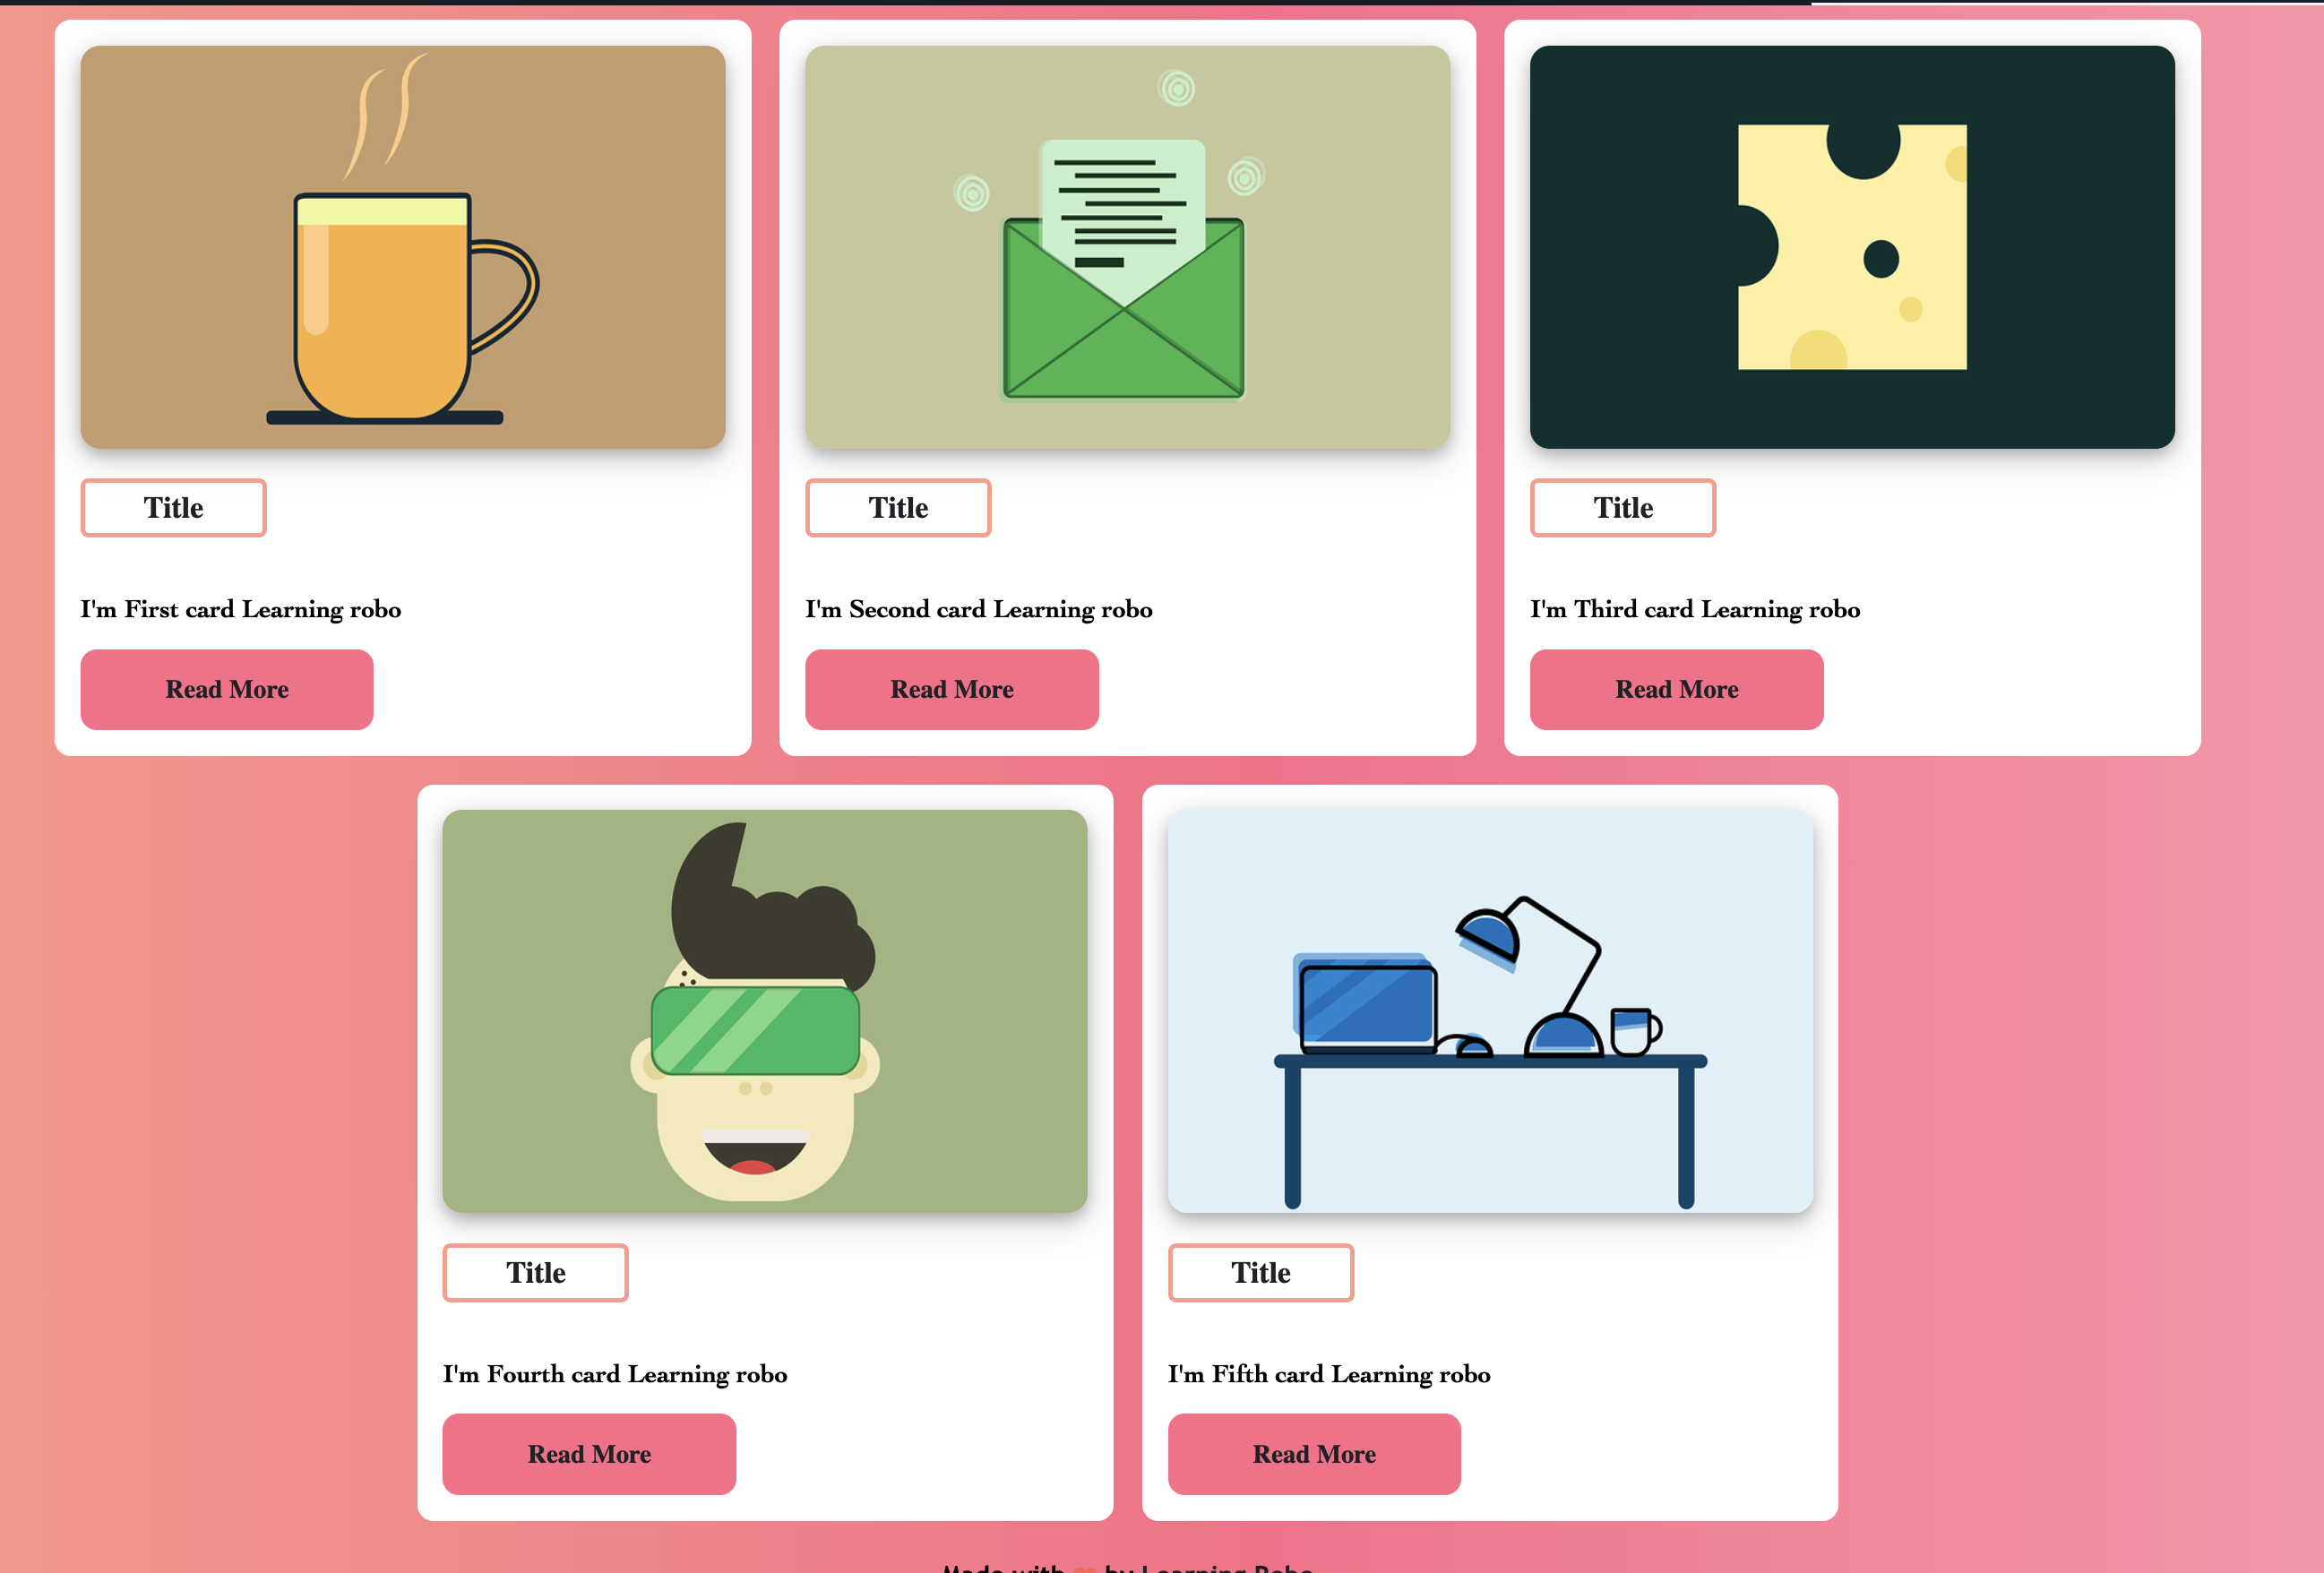 Title
I'm First card Learning robo
Read More
Title
I'm Second card Learning robo
Read More
Title
I'm Third card Learning robo
Read More
Title
I'm Fourth card Learning robo
Read More
Title
I'm Fifth card Learning robo
Read More
Made with ❤ by Learning Robo